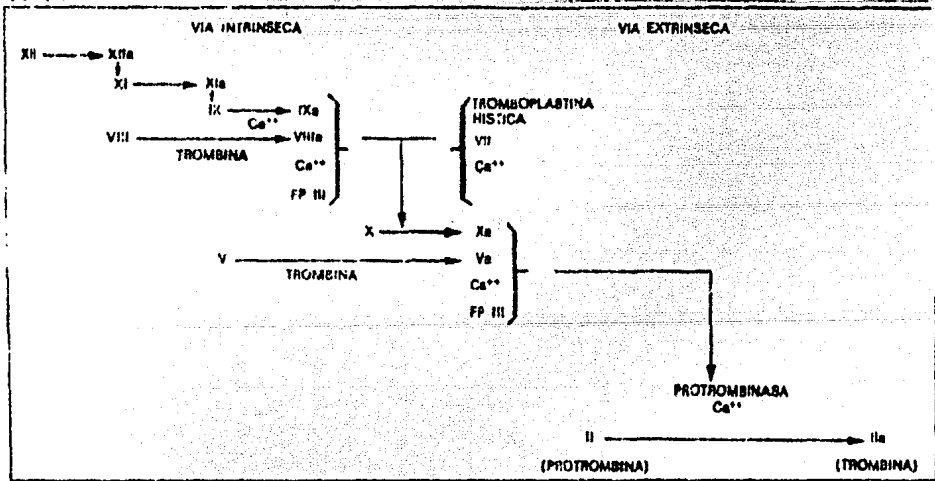 VIA INTRINSECA VIA EXTRINSECA
XII XIIa
XI XIa
IX IXa
Ca++
VIII VIIIa
TROMBINA
Ca++
FP III
TROMBOPLASTINA
HISTICA
VII
Ca++
X Xa
V Va
TROMBINA
Ca++
FP III
PROTROMBINASA
Ca++
II IIa
(PROTROMBINA) (TROMBINA)